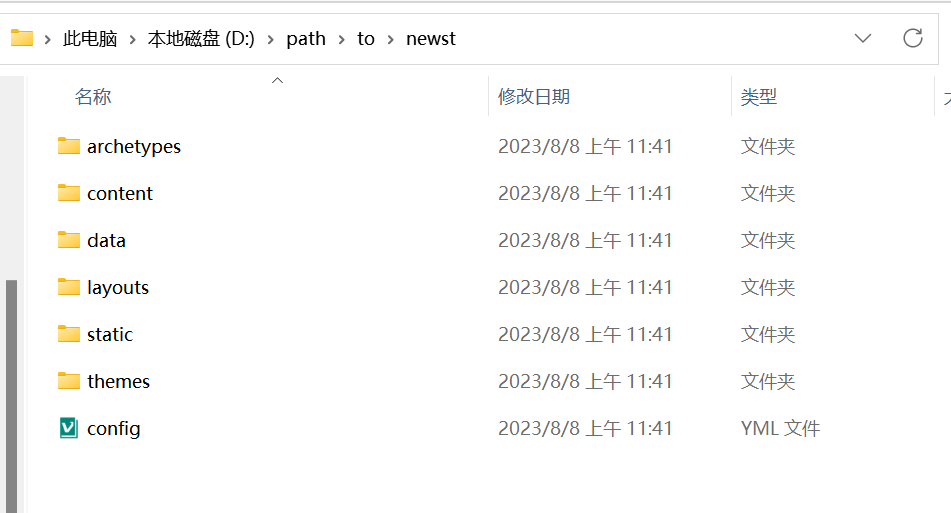 此电脑 › 本地磁盘 (D:) › path › to › newst
名称 修改日期 类型
archetypes 2023/8/8 上午 11:41 文件夹
content 2023/8/8 上午 11:41 文件夹
data 2023/8/8 上午 11:41 文件夹
layouts 2023/8/8 上午 11:41 文件夹
static 2023/8/8 上午 11:41 文件夹
themes 2023/8/8 上午 11:41 文件夹
config 2023/8/8 上午 11:41 YML 文件